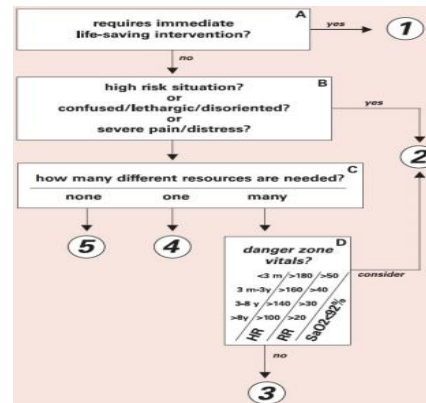 A
requires immediate
life-saving intervention?
yes
1
no
B
high risk situation?
or
confused/lethargic/disoriented?
or
severe pain/distress?
yes
2
C
how many different resources are needed?
none one many
5
4
D
danger zone
vitals?
<3 m >180 >50
3 m-3y >160 >40
3-8 y >140 >30
>8y >100 >20
HR RR SaO2<92%
consider
no
3